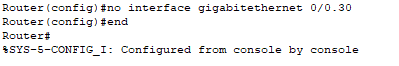 Router(config)#no interface gigabitethernet 0/0.30
Router(config)#end
Router#
%SYS-5-CONFIG_I: Configured from console by console